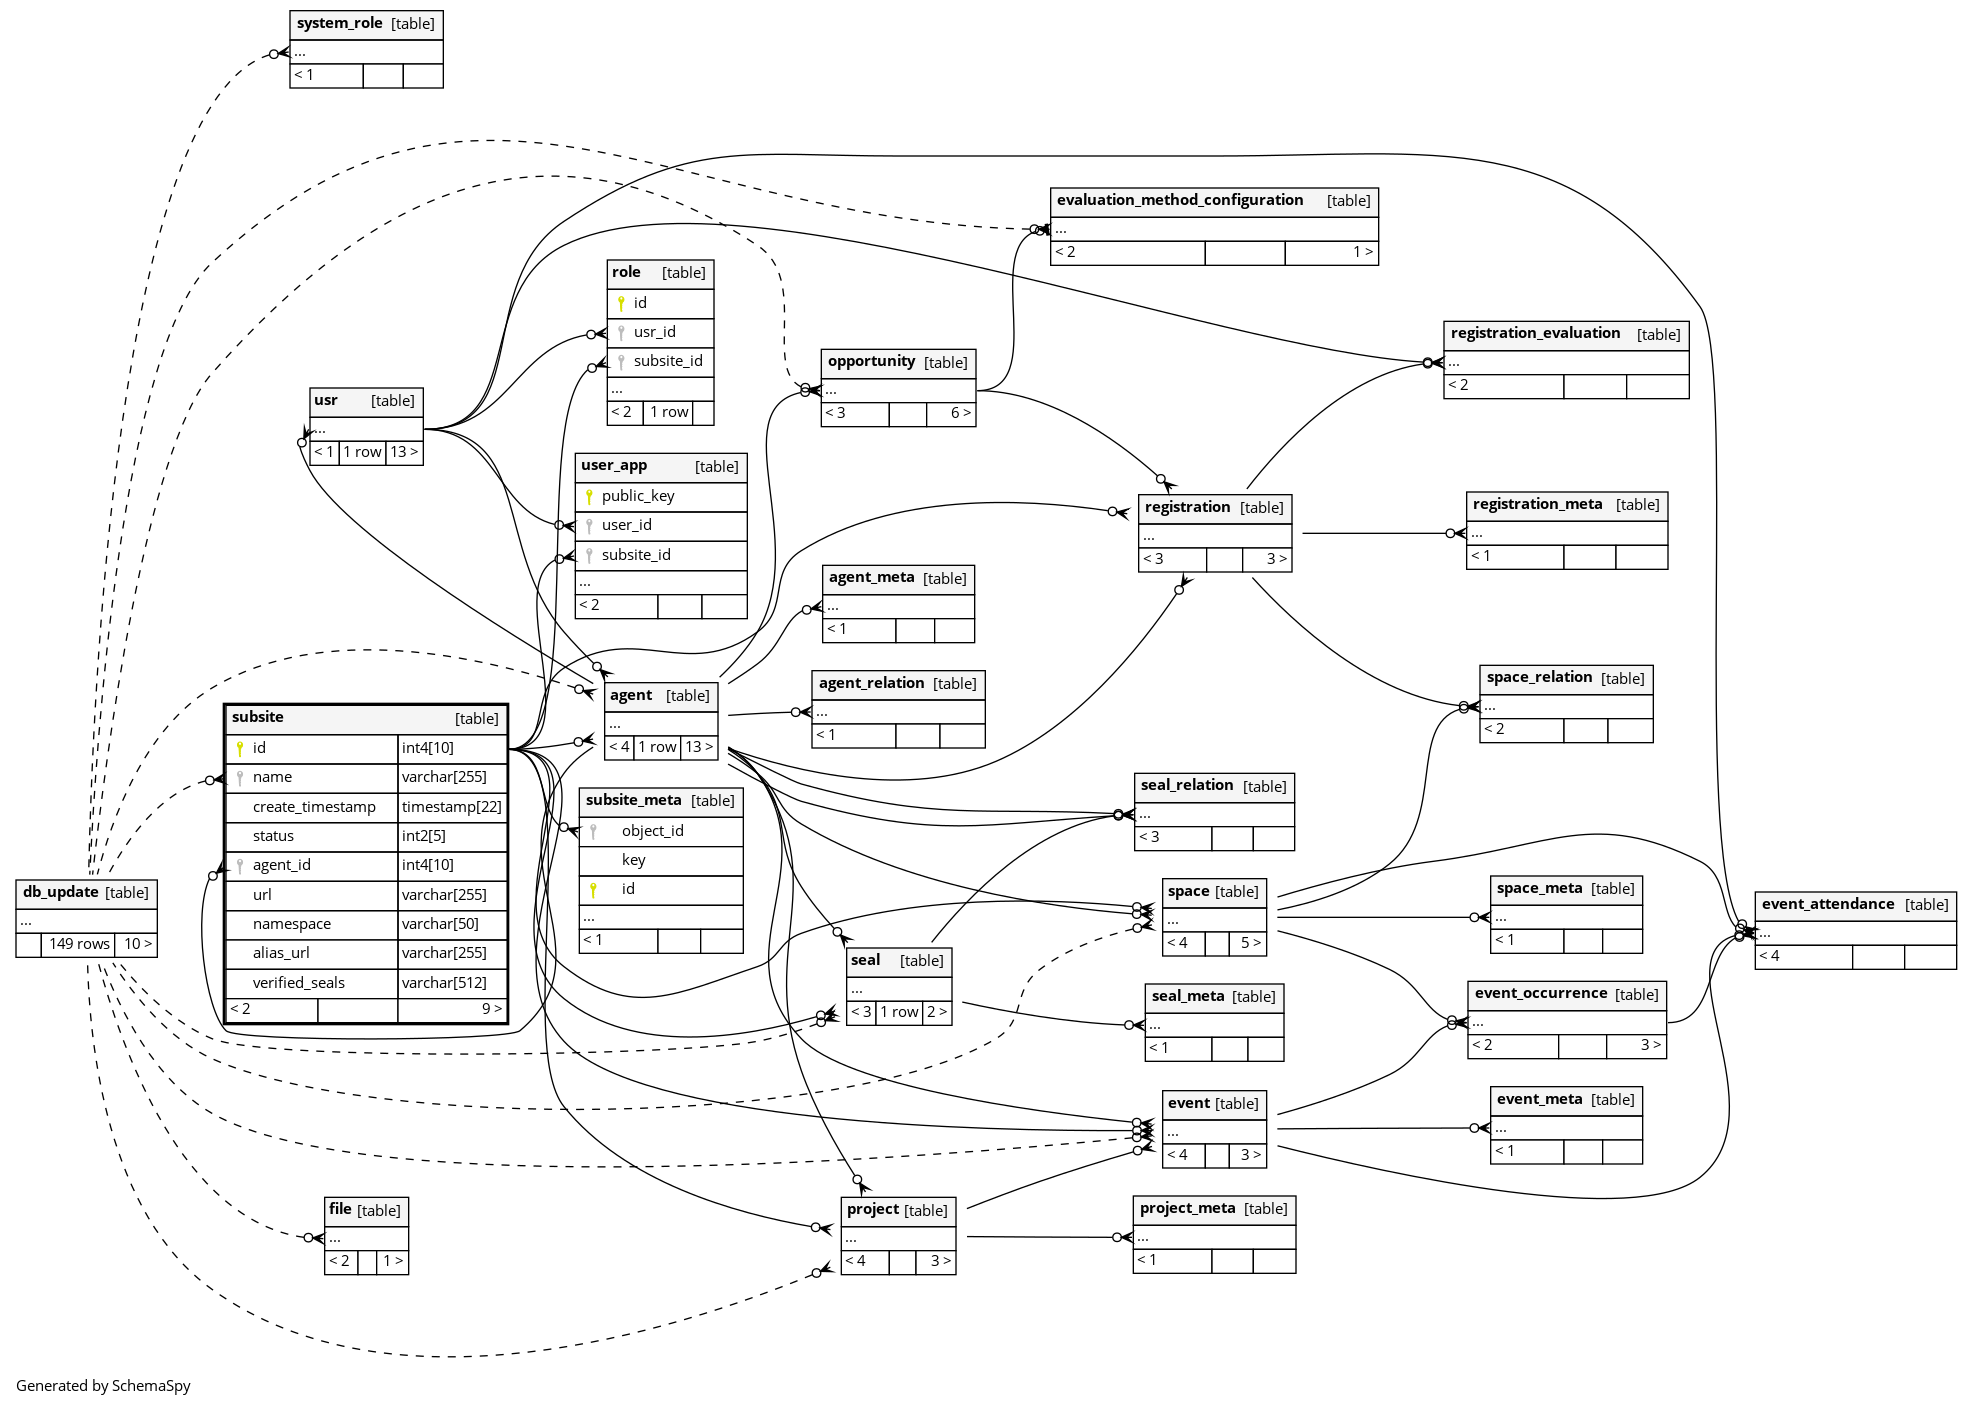 system_role [table]
...
< 1
evaluation_method_configuration [table]
...
< 2 1 >
role [table]
id
usr_id
subsite_id
...
< 2 1 row
registration_evaluation [table]
...
< 2
opportunity [table]
...
< 3 6 >
usr [table]
...
< 1 1 row 13 >
user_app [table]
public_key
user_id
subsite_id
...
< 2
registration [table]
...
< 3 3 >
registration_meta [table]
...
< 1
agent_meta [table]
...
< 1
agent_relation [table]
...
< 1
space_relation [table]
...
< 2
agent [table]
...
< 4 1 row 13 >
subsite [table]
id int4[10]
name varchar[255]
create_timestamp timestamp[22]
status int2[5]
agent_id int4[10]
url varchar[255]
namespace varchar[50]
alias_url varchar[255]
verified_seals varchar[512]
< 2 9 >
subsite_meta [table]
object_id
key
id
...
< 1
seal_relation [table]
...
< 3
db_update [table]
...
149 rows 10 >
space [table]
...
< 4 5 >
space_meta [table]
...
< 1
event_attendance [table]
...
< 4
seal [table]
...
< 3 1 row 2 >
seal_meta [table]
...
< 1
event_occurrence [table]
...
< 2 3 >
event [table]
...
< 4 3 >
event_meta [table]
...
< 1
file [table]
...
< 2 1 >
project [table]
...
< 4 3 >
project_meta [table]
...
< 1
Generated by SchemaSpy